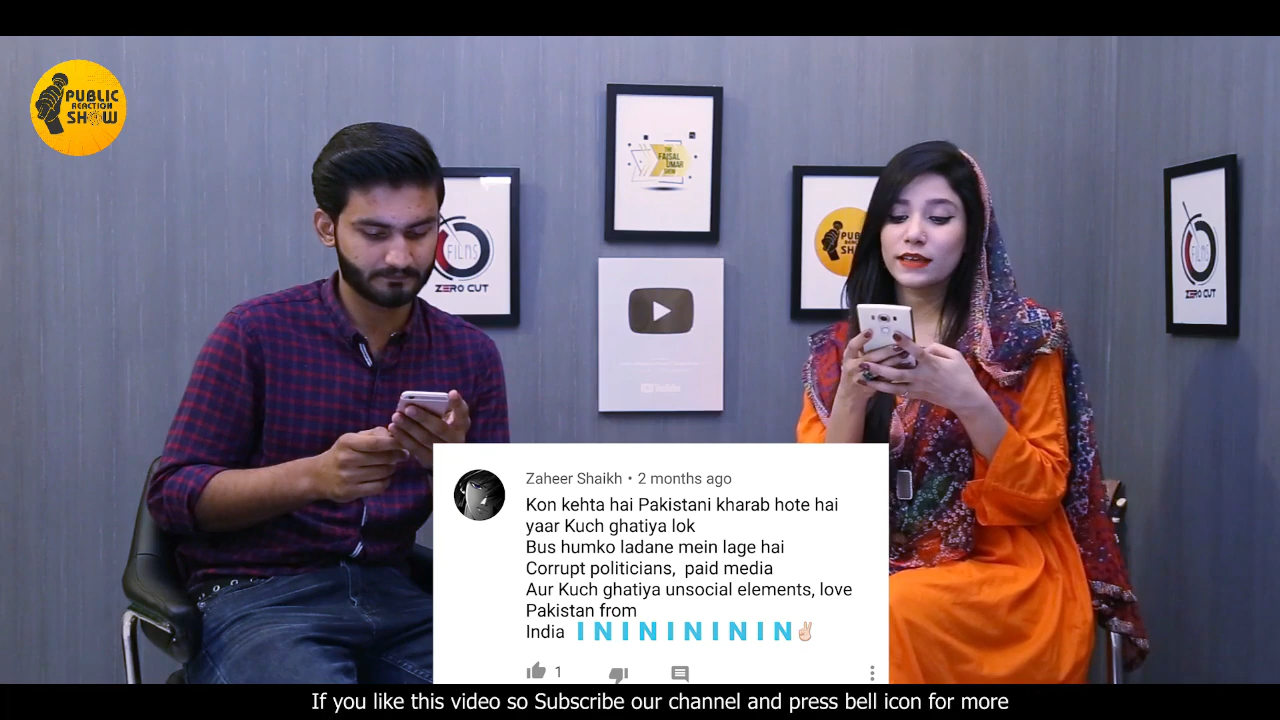 PUBLIC
REACTION
SHOW
THE
FAISAL
UMAR
SHOW
FILMS
ZERO CUT
PUB
SH
FILMS
ZERO CUT
YouTube
Zaheer Shaikh • 2 months ago
Kon kehta hai Pakistani kharab hote hai
yaar Kuch ghatiya lok
Bus humko ladane mein lage hai
Corrupt politicians, paid media
Aur Kuch ghatiya unsocial elements, love
Pakistan from
India 🇮🇳🇮🇳🇮🇳🇮🇳🇮🇳✌🏻
1
If you like this video so Subscribe our channel and press bell icon for more